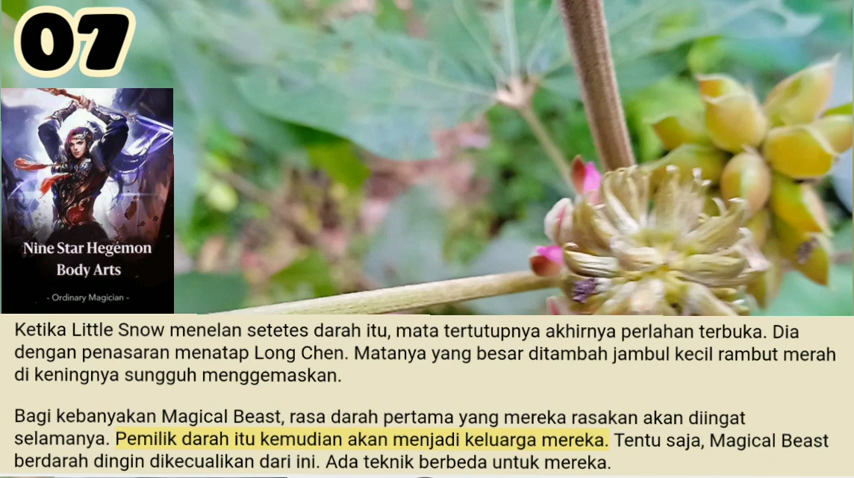 07
Nine Star Hegemon
Body Arts
- Ordinary Magician -
Ketika Little Snow menelan setetes darah itu, mata tertutupnya akhirnya perlahan terbuka. Dia
dengan penasaran menatap Long Chen. Matanya yang besar ditambah jambul kecil rambut merah
di keningnya sungguh menggemaskan.
Bagi kebanyakan Magical Beast, rasa darah pertama yang mereka rasakan akan diingat
selamanya. Pemilik darah itu kemudian akan menjadi keluarga mereka. Tentu saja, Magical Beast
berdarah dingin dikecualikan dari ini. Ada teknik berbeda untuk mereka.